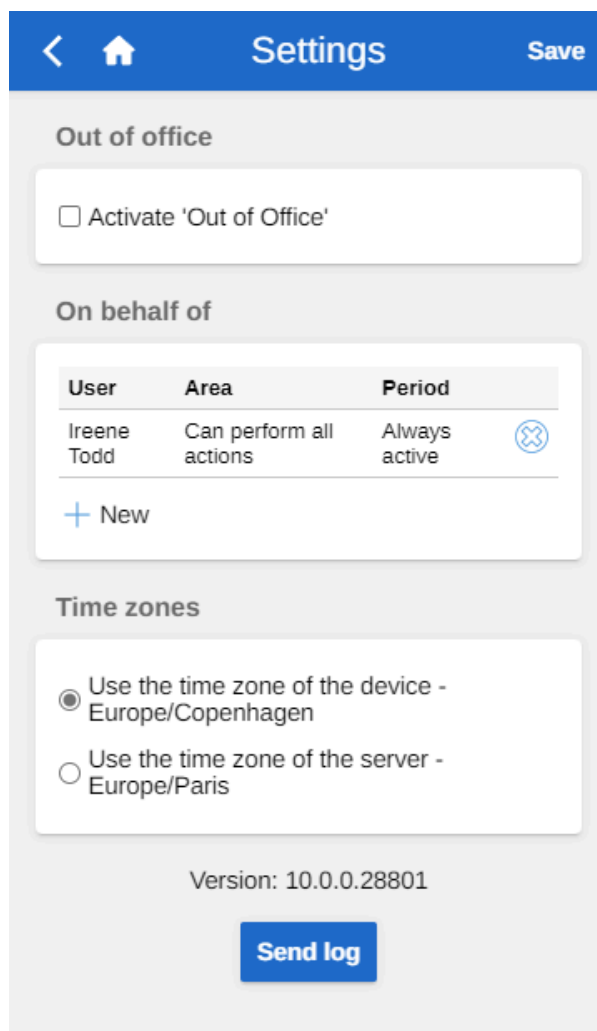 Settings
Save
Out of office
Activate 'Out of Office'
On behalf of
User Area Period
Ireene Todd Can perform all actions Always active
New
Time zones
Use the time zone of the device -
Europe/Copenhagen
Use the time zone of the server -
Europe/Paris
Version: 10.0.0.28801
Send log